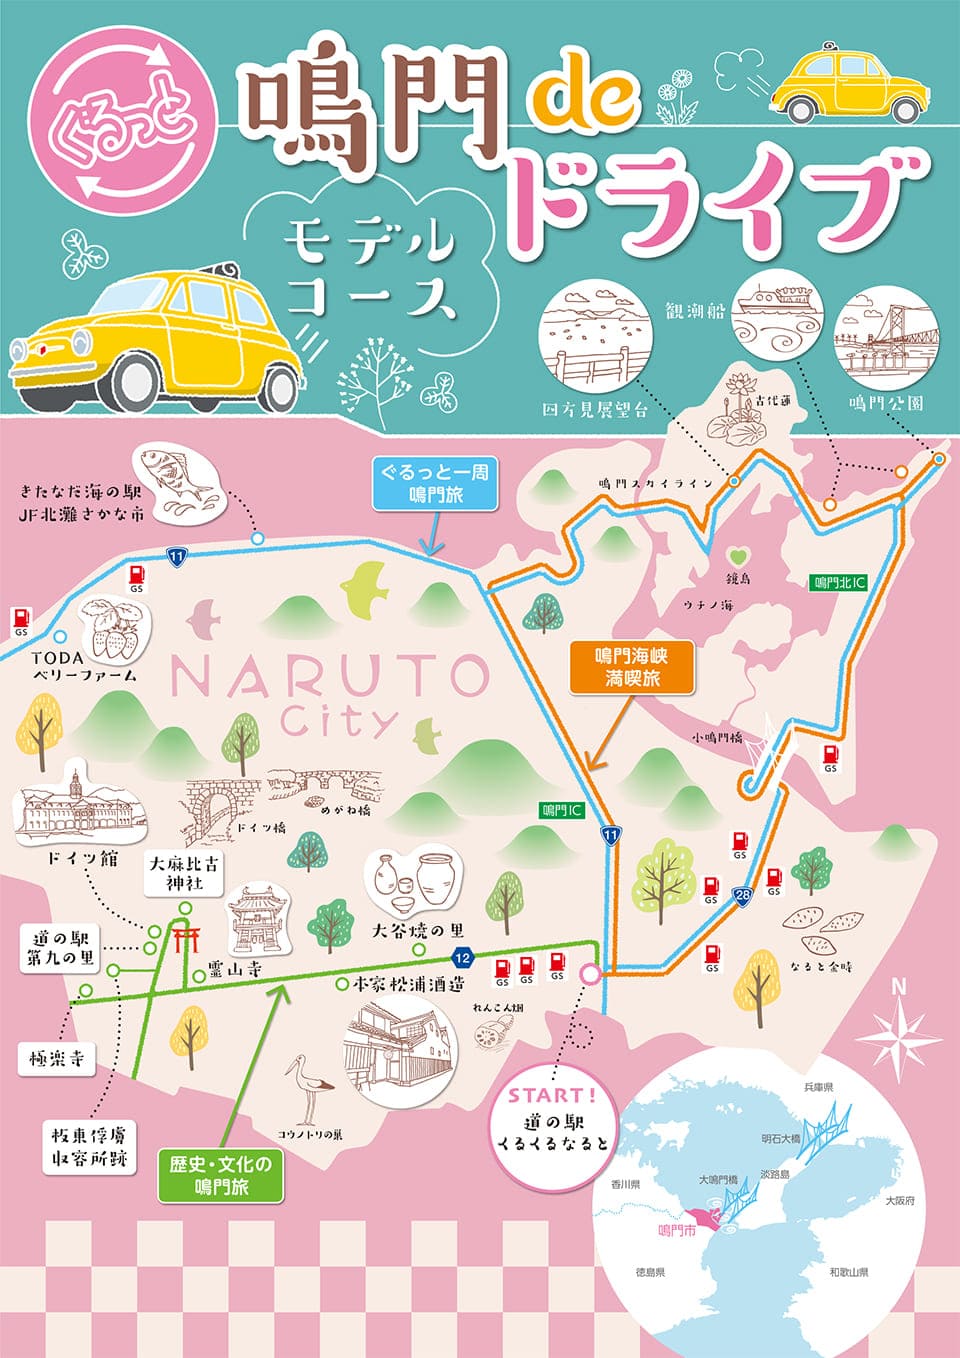 ぐるっと
鳴門de
ドライブ
モデル
コース
観潮船
四方見展望台
鳴門公園
古代蓮
きたなだ海の駅
JF北灘さかな市
ぐるっと一周
鳴門旅
鳴門スカイライン
11
GS
GS
鏡島
鳴門北IC
ウチノ海
TODA
ベリーファーム
NARUTO
City
鳴門海峡
満喫旅
小鳴門橋
GS
めがね橋
ドイツ橋
鳴門IC
11
ドイツ館
大麻比古
神社
GS
GS
GS
28
道の駅
第九の里
大谷焼の里
霊山寺
12
GS
GS
GS
GS
なると金時
本家松浦酒造
れんこん畑
N
極楽寺
板東俘虜
収容所跡
コウノトリの巣
START!
道の駅
くるくるなると
歴史・文化の
鳴門旅
兵庫県
明石大橋
淡路島
大鳴門橋
香川県
大阪府
鳴門市
徳島県
和歌山県